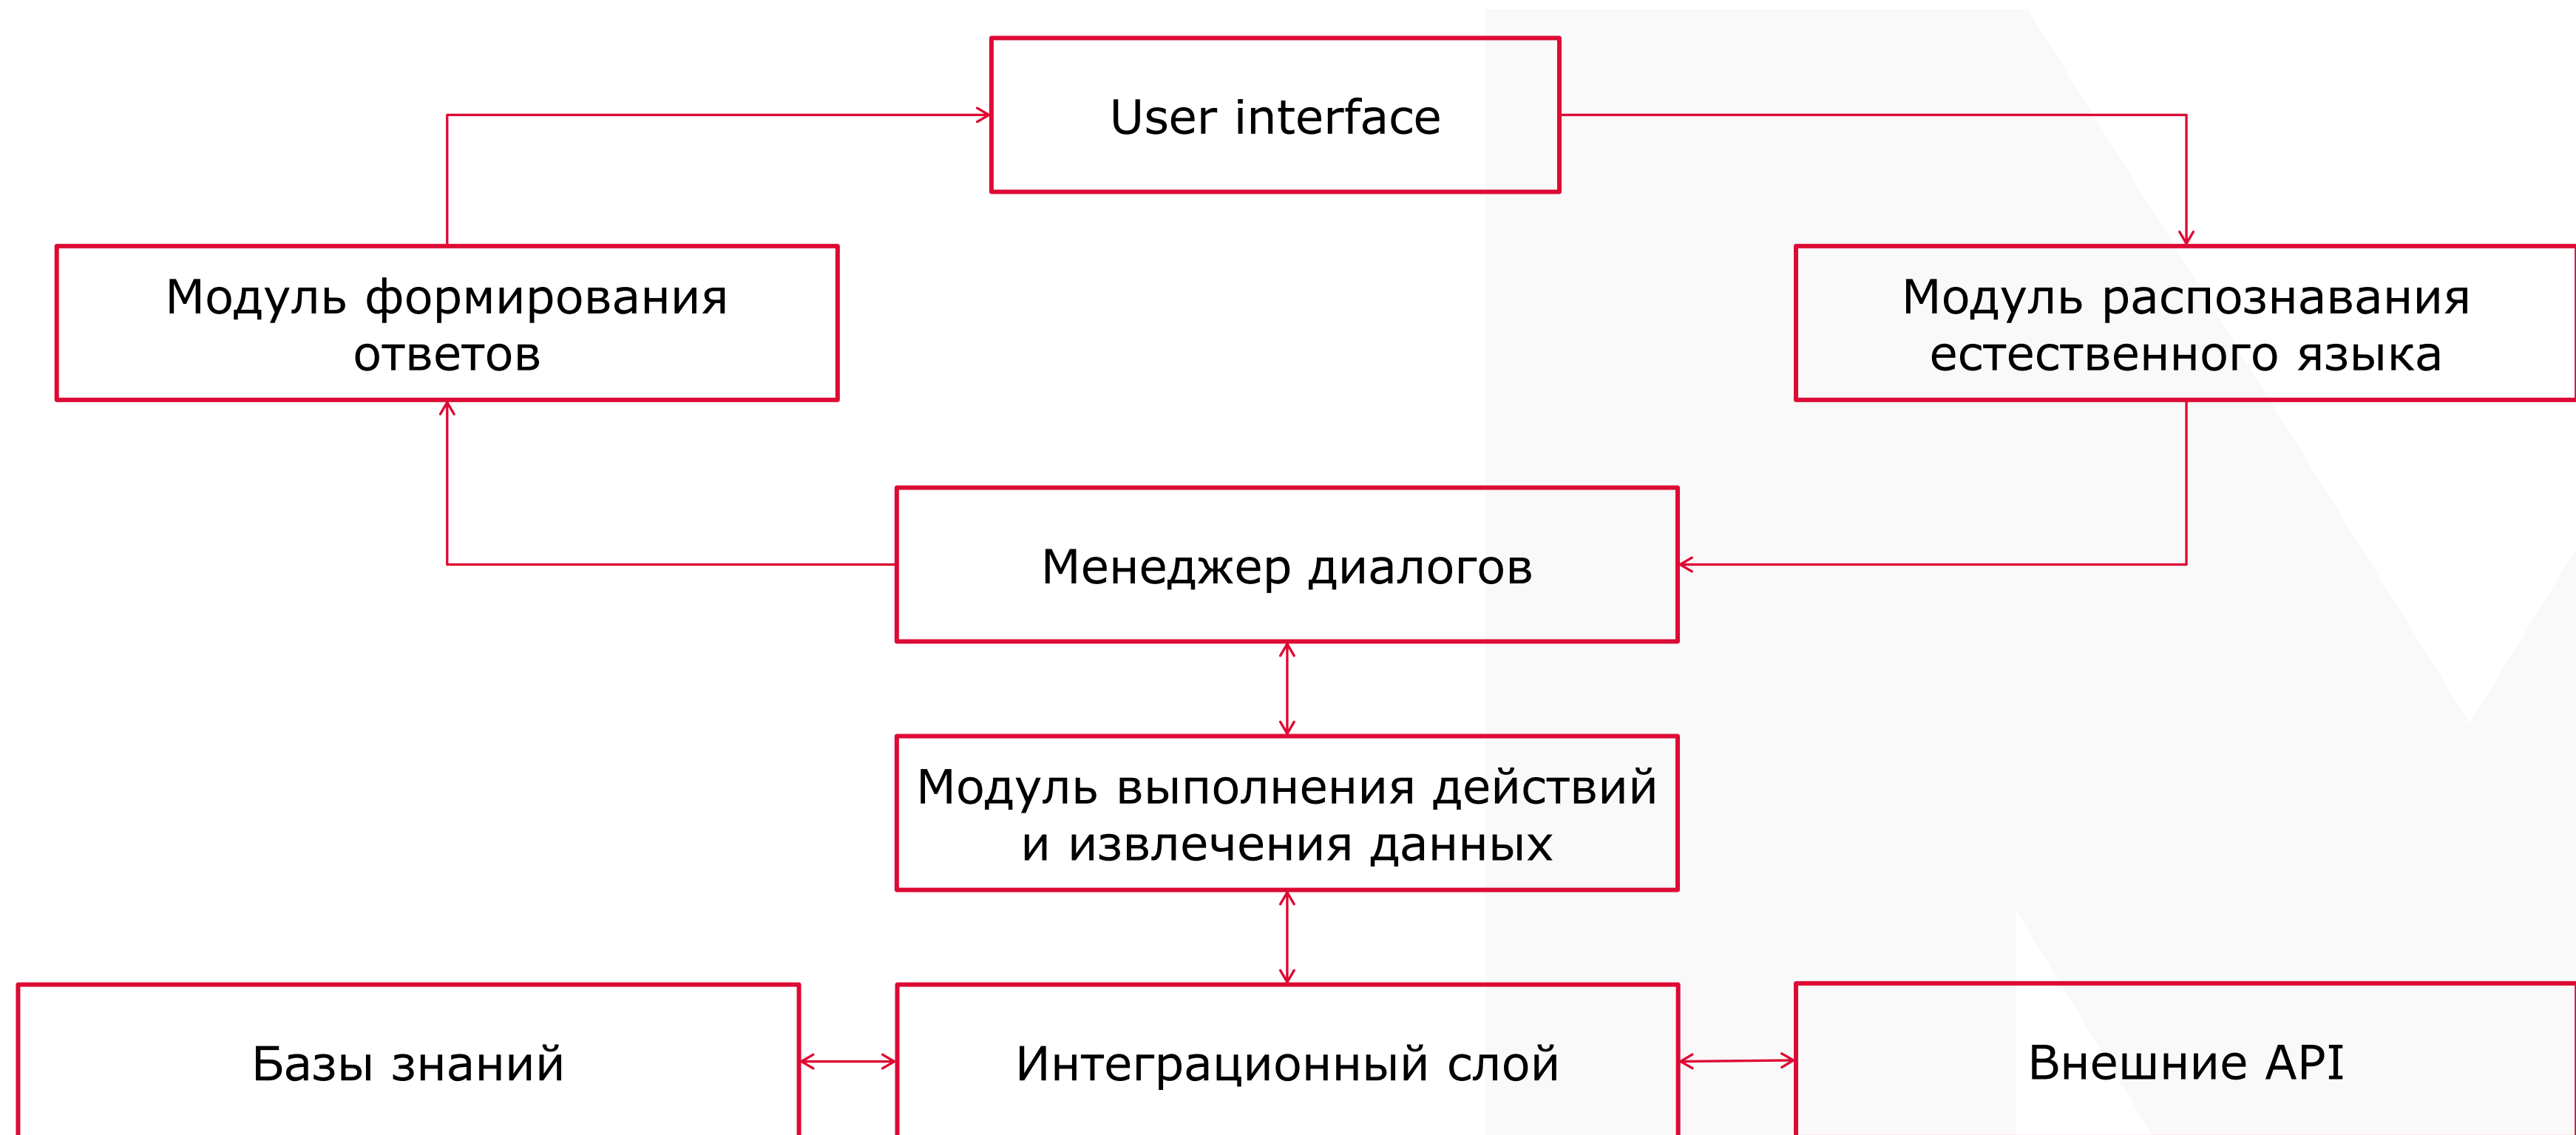 User interface
Модуль формирования
ответов
Модуль распознавания
естественного языка
Менеджер диалогов
Модуль выполнения действий
и извлечения данных
Базы знаний
Интеграционный слой
Внешние API